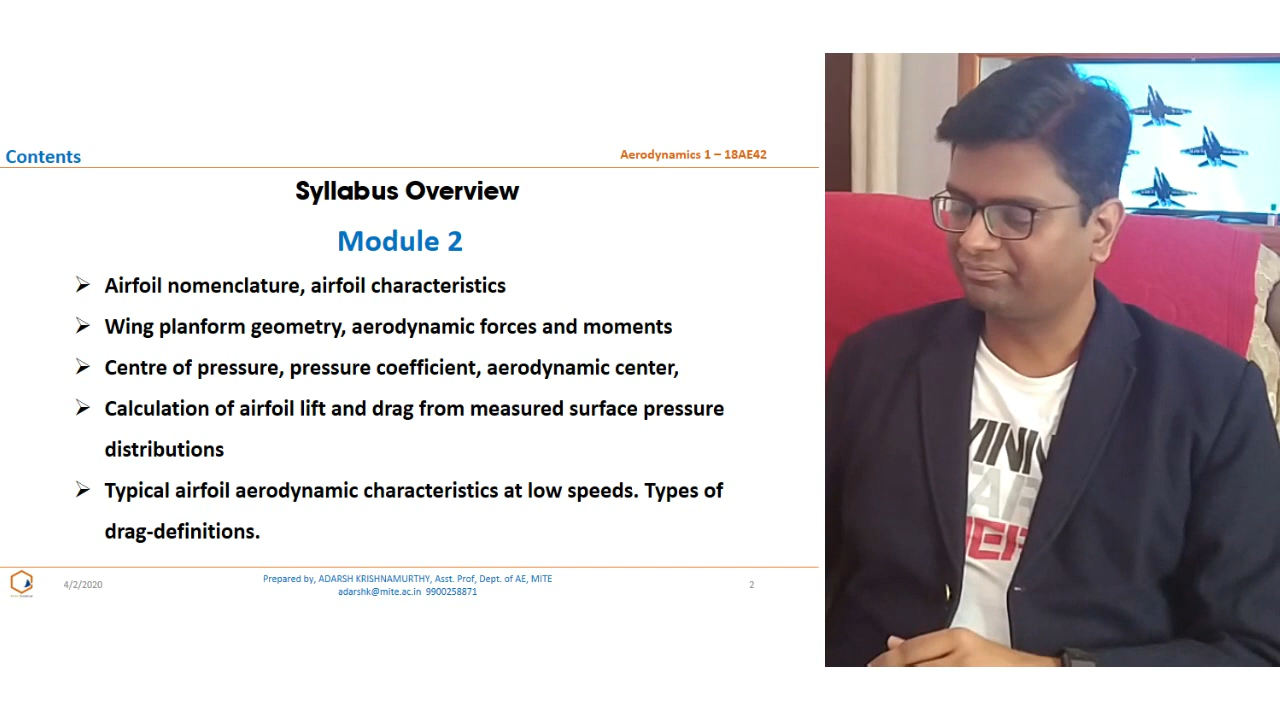 Contents
Aerodynamics 1 – 18AE42
Syllabus Overview
Module 2
➢ Airfoil nomenclature, airfoil characteristics
➢ Wing planform geometry, aerodynamic forces and moments
➢ Centre of pressure, pressure coefficient, aerodynamic center,
➢ Calculation of airfoil lift and drag from measured surface pressure
distributions
➢ Typical airfoil aerodynamic characteristics at low speeds. Types of
drag-definitions.
4/2/2020
Prepared by, ADARSH KRISHNAMURTHY, Asst. Prof, Dept. of AE, MITE
adarshk@mite.ac.in 9900258871
2